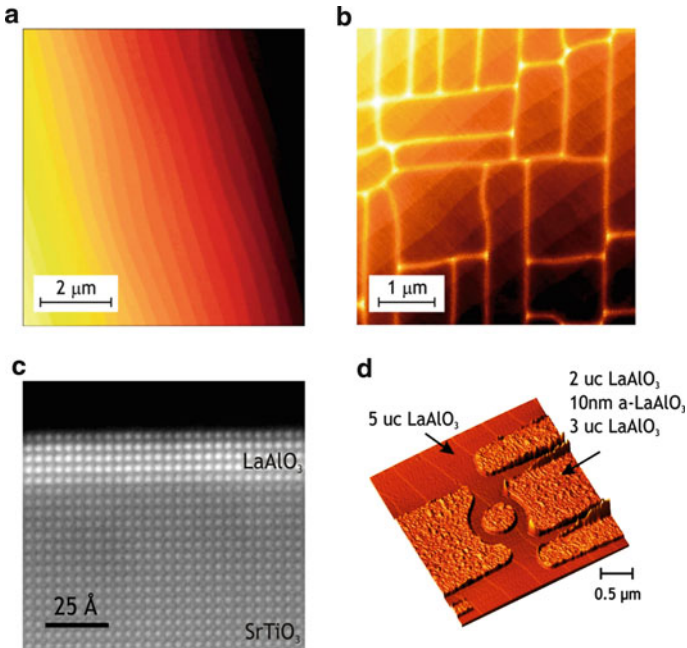 a
2 μm
b
1 μm
c
LaAlO₃
25 Å
SrTiO₃
d
5 uc LaAlO₃
2 uc LaAlO₃
10nm a-LaAlO₃
3 uc LaAlO₃
0.5 μm